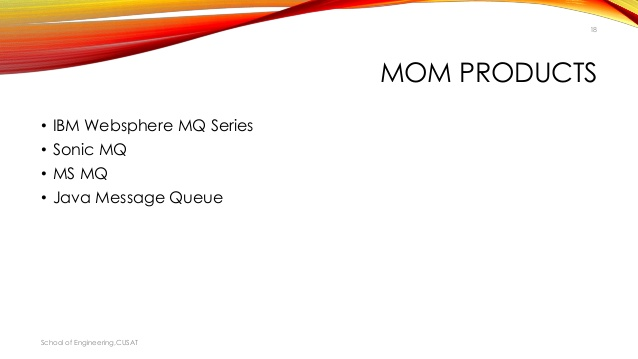 18
MOM PRODUCTS
• IBM Websphere MQ Series
• Sonic MQ
• MS MQ
• Java Message Queue
School of Engineering,CUSAT